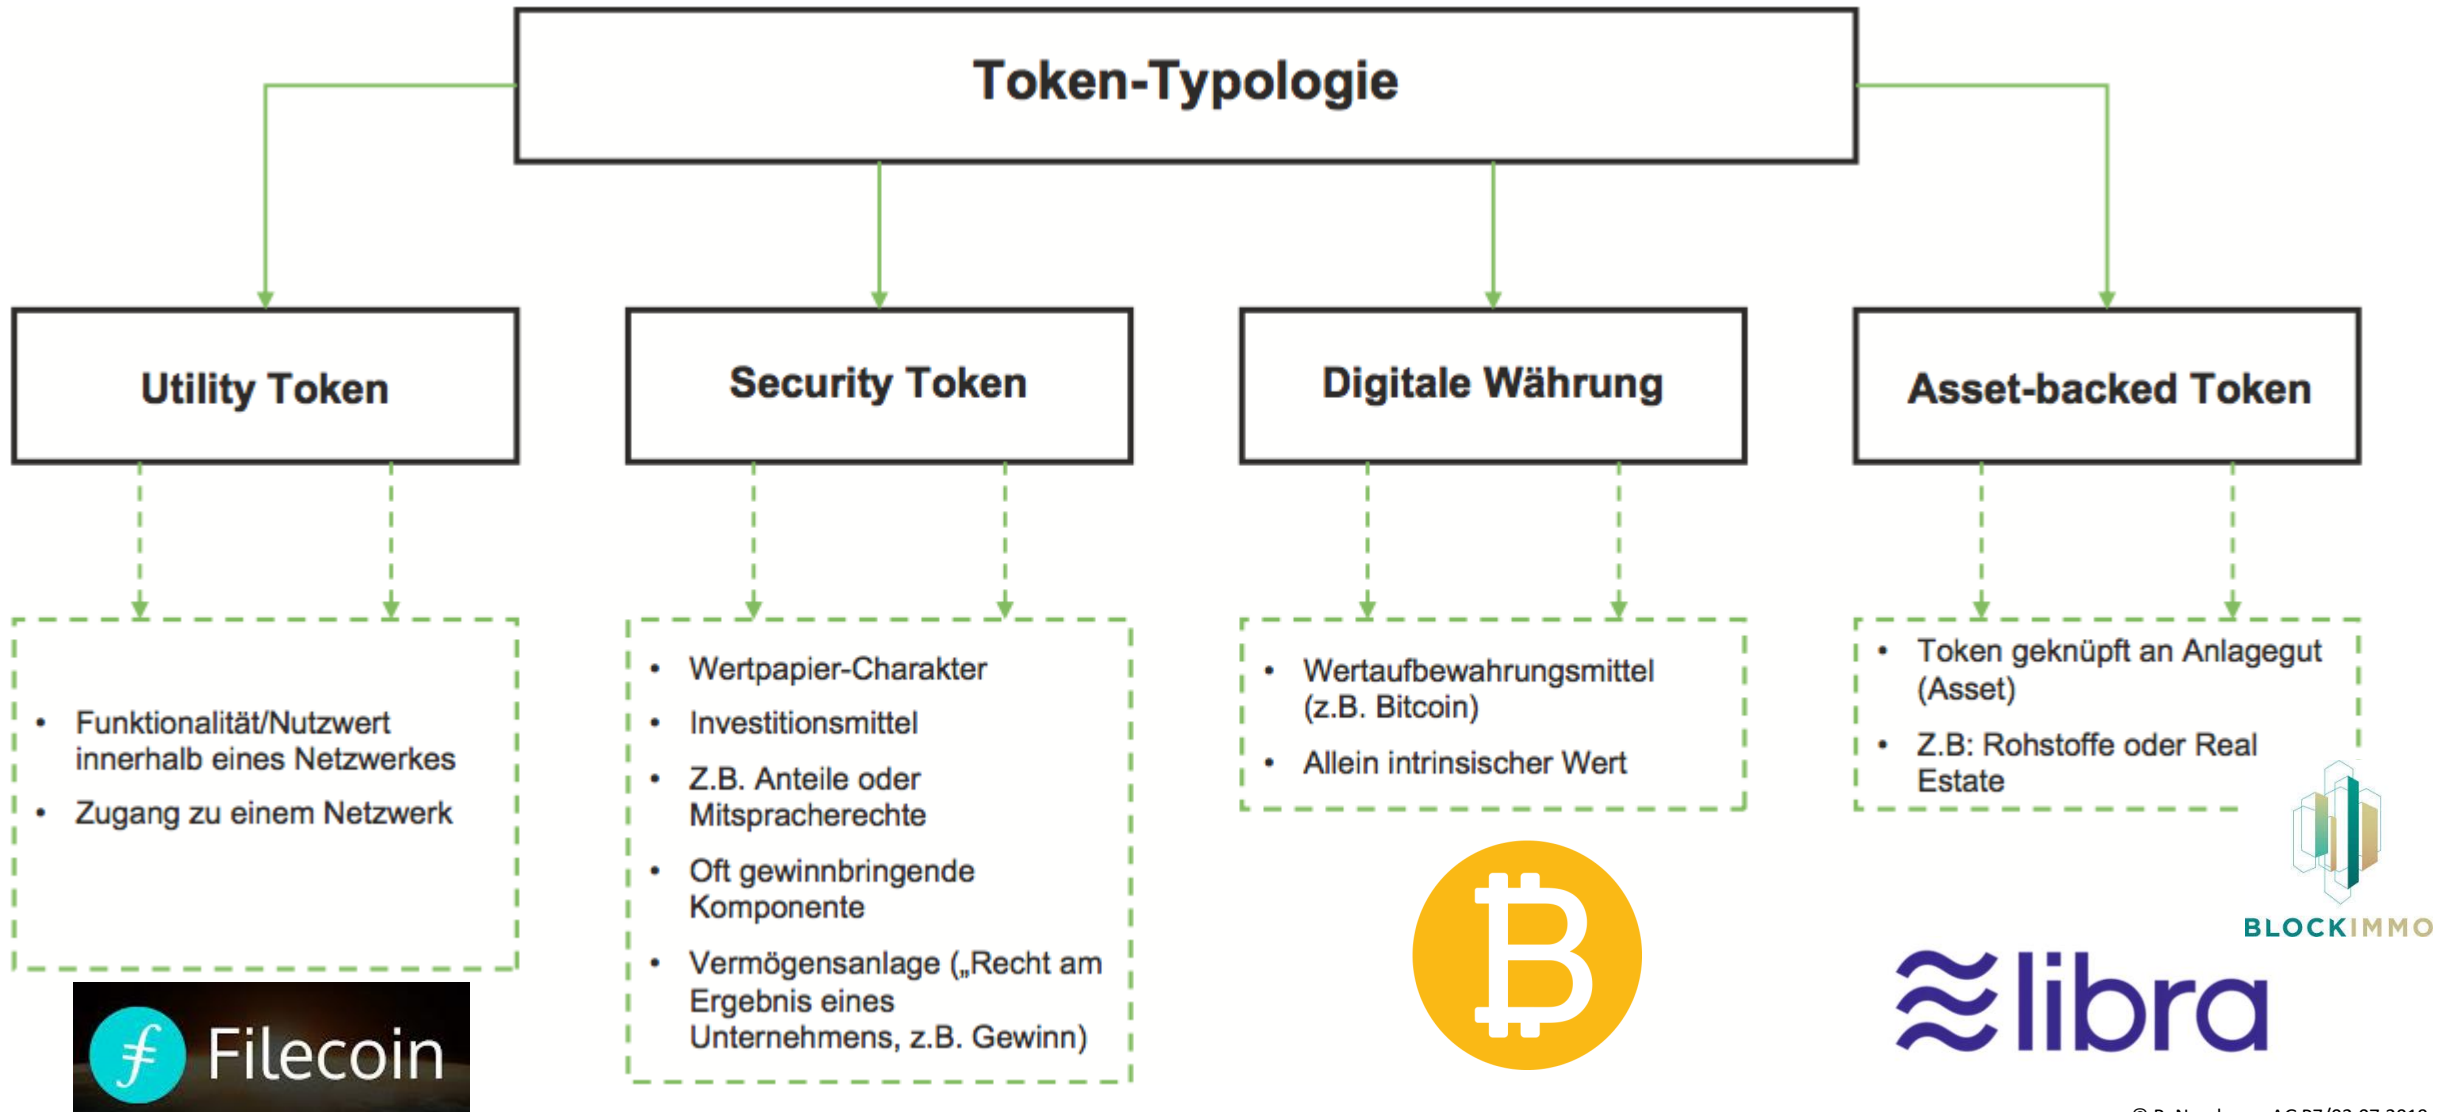 Token-Typologie
Utility Token
Security Token
Digitale Währung
Asset-backed Token
• Funktionalität/Nutzwert
innerhalb eines Netzwerkes
• Zugang zu einem Netzwerk
Filecoin
• Wertpapier-Charakter
• Investitionsmittel
• Z.B. Anteile oder
Mitspracherechte
• Oft gewinnbringende
Komponente
• Vermögensanlage („Recht am
Ergebnis eines
Unternehmens, z.B. Gewinn)
• Wertaufbewahrungsmittel
(z.B. Bitcoin)
• Allein intrinsischer Wert
• Token geknüpft an Anlagegut
(Asset)
• Z.B: Rohstoffe oder Real
Estate
BLOCKIMMO
libra